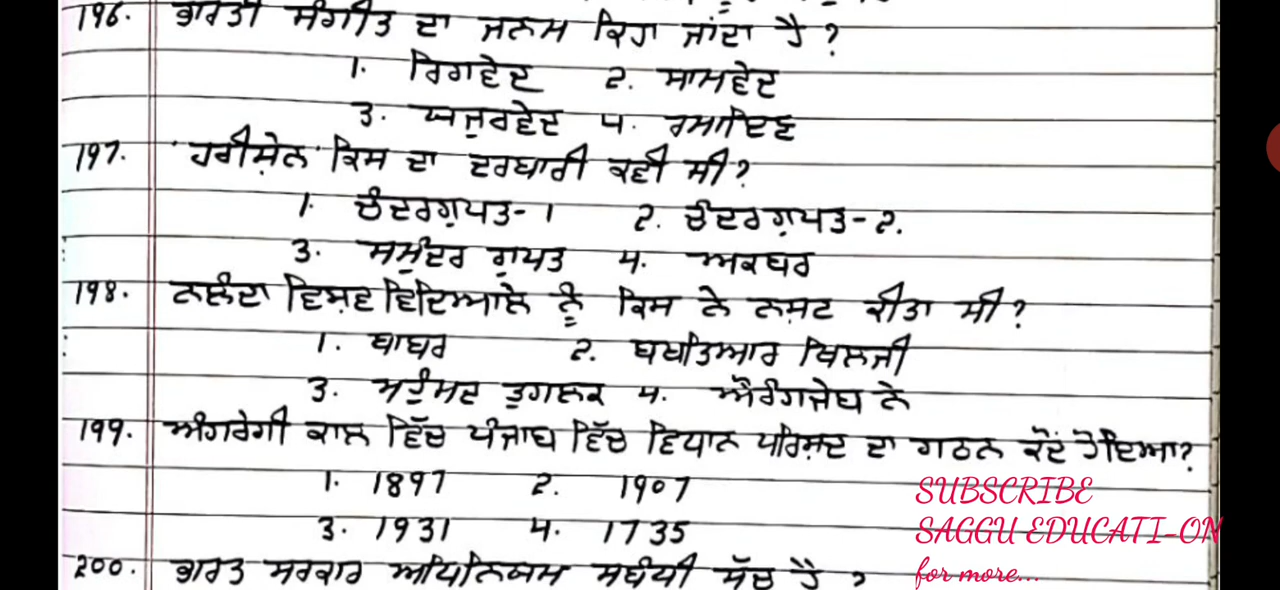 196. ਭਾਰਤੀ ਸੰਗੀਤ ਦਾ ਜਨਮ ਕਿਹਾ ਜਾਂਦਾ ਹੈ ?
1. ਰਿਗਵੇਦ 2. ਸਾਮਵੇਦ
3. ਯਜੁਰਵੇਦ 4. ਰਮਾਇਣ
197. 'ਹਰੀਸ਼ੇਨ' ਕਿਸ ਦਾ ਦਰਬਾਰੀ ਕਵੀ ਸੀ ?
1. ਚੰਦਰਗੁਪਤ-1 2. ਚੰਦਰਗੁਪਤ-2.
3. ਸਮੁੰਦਰ ਗੁਪਤ 4. ਅਕਬਰ
198. ਨਲੰਦਾ ਵਿਸ਼ਵ ਵਿੱਦਿਆਲੇ ਨੂੰ ਕਿਸ ਨੇ ਨਸ਼ਟ ਕੀਤਾ ਸੀ ?
1. ਬਾਬਰ 2. ਬਖਤਿਆਰ ਖਿਲਜੀ
3. ਮਹੁੰਮਦ ਤੁਗਲਕ 4. ਔਰੰਗਜੇਬ ਨੇ
199. ਅੰਗਰੇਗੀ ਕਾਲ ਵਿੱਚ ਪੰਜਾਬ ਵਿੱਚ ਵਿਧਾਨ ਪਰਿਸ਼ਦ ਦਾ ਗਠਨ ਕਦੋਂ ਹੋਇਆ?
1. 1897 2. 1907
3. 1931 4. 1735
SUBSCRIBE
SAGGU EDUCATI-ON
for more...
200. ਭਾਰਤ ਸਰਕਾਰ ਅਧਿਨਿਯਮ ਸਬੰਧੀ ਸੱਚ ਹੈ ?